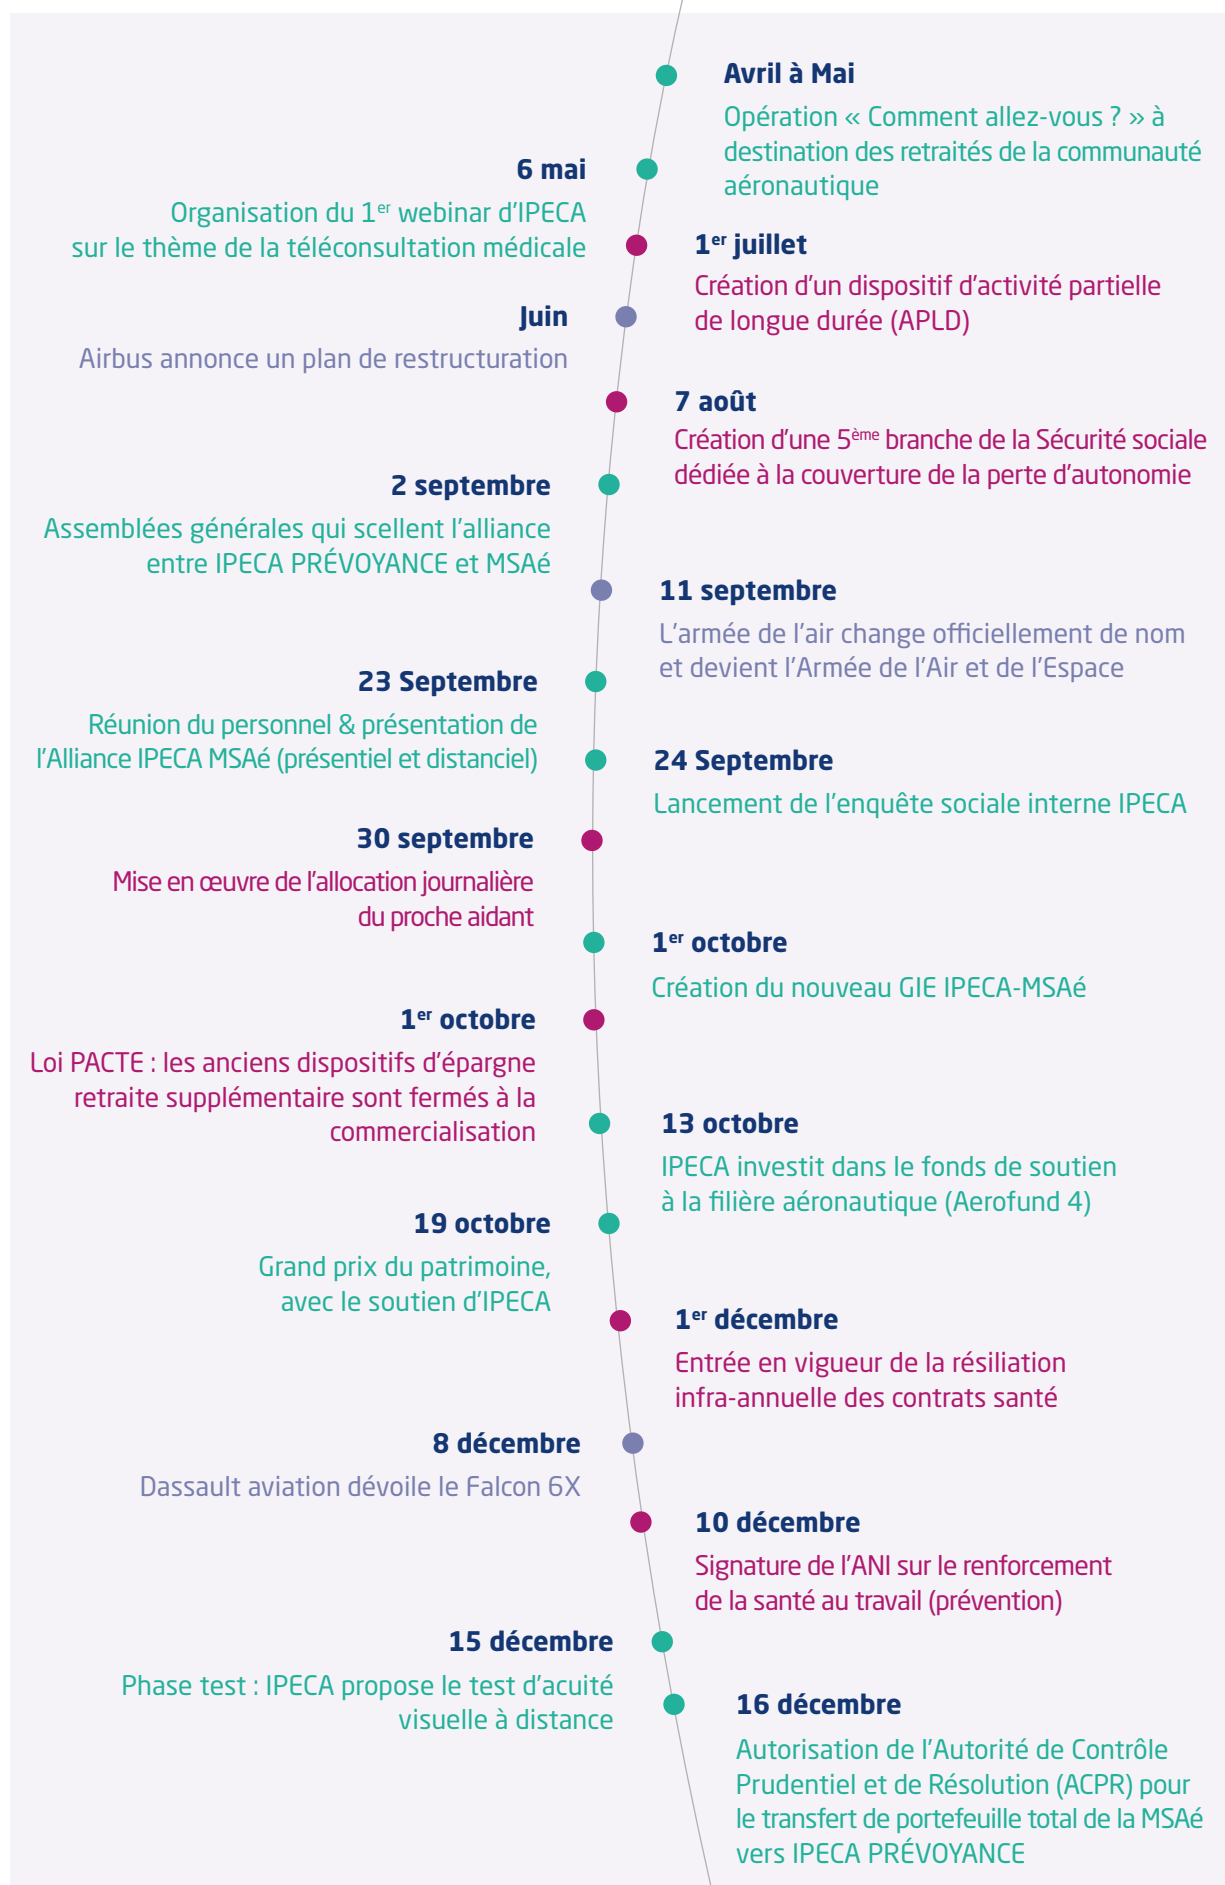 Avril à Mai
Opération « Comment allez-vous ? » à
destination des retraités de la communauté
aéronautique
6 mai
Organisation du 1er webinar d'IPECA
sur le thème de la téléconsultation médicale
1er juillet
Création d'un dispositif d'activité partielle
de longue durée (APLD)
Juin
Airbus annonce un plan de restructuration
7 août
Création d'une 5ème branche de la Sécurité sociale
dédiée à la couverture de la perte d'autonomie
2 septembre
Assemblées générales qui scellent l'alliance
entre IPECA PRÉVOYANCE et MSAé
11 septembre
L'armée de l'air change officiellement de nom
et devient l'Armée de l'Air et de l'Espace
23 Septembre
Réunion du personnel & présentation de
l'Alliance IPECA MSAé (présentiel et distanciel)
24 Septembre
Lancement de l'enquête sociale interne IPECA
30 septembre
Mise en œuvre de l'allocation journalière
du proche aidant
1er octobre
Création du nouveau GIE IPECA-MSAé
1er octobre
Loi PACTE : les anciens dispositifs d'épargne
retraite supplémentaire sont fermés à la
commercialisation
13 octobre
IPECA investit dans le fonds de soutien
à la filière aéronautique (Aerofund 4)
19 octobre
Grand prix du patrimoine,
avec le soutien d'IPECA
1er décembre
Entrée en vigueur de la résiliation
infra-annuelle des contrats santé
8 décembre
Dassault aviation dévoile le Falcon 6X
10 décembre
Signature de l'ANI sur le renforcement
de la santé au travail (prévention)
15 décembre
Phase test : IPECA propose le test d'acuité
visuelle à distance
16 décembre
Autorisation de l'Autorité de Contrôle
Prudentiel et de Résolution (ACPR) pour
le transfert de portefeuille total de la MSAé
vers IPECA PRÉVOYANCE